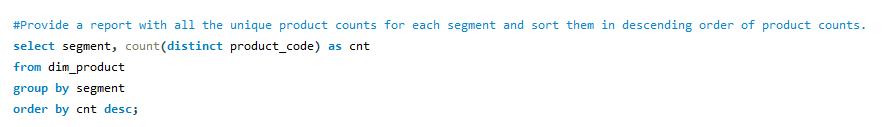 #Provide a report with all the unique product counts for each segment and sort them in descending order of product counts.
select segment, count(distinct product_code) as cnt
from dim_product
group by segment
order by cnt desc;